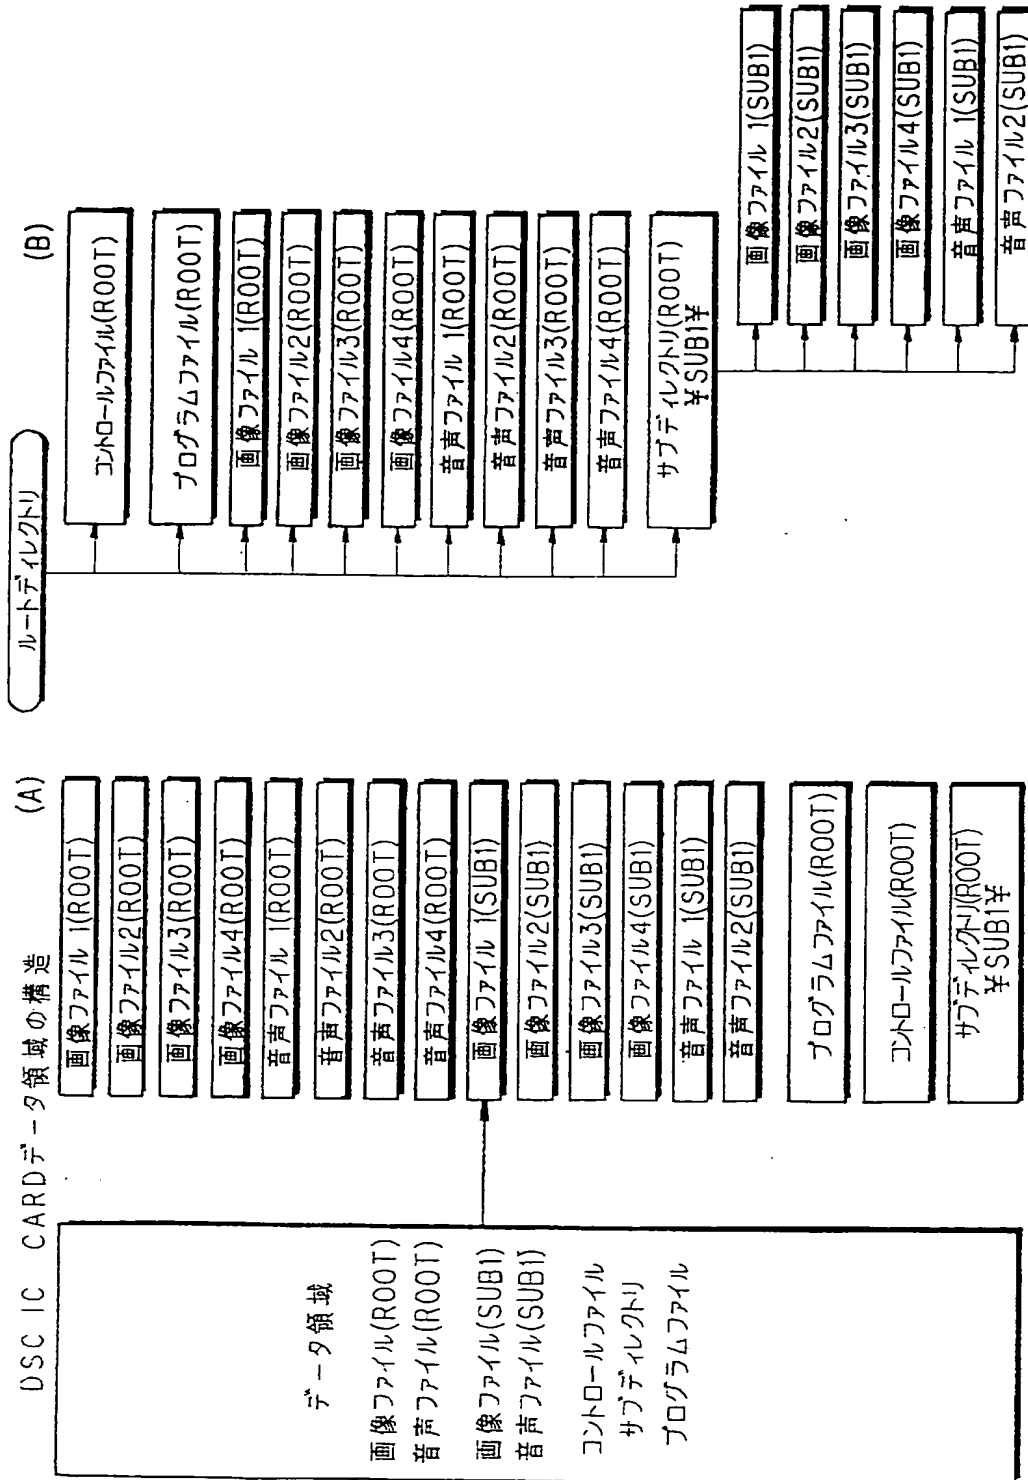 DSC IC CARDデータ領域の構造
データ領域
画像ファイル(ROOT)
音声ファイル(ROOT)
画像ファイル(SUB1)
音声ファイル(SUB1)
コントロールファイル
サブディレクトリ
プログラムファイル
(A)
画像ファイル 1(ROOT)
画像ファイル2(ROOT)
画像ファイル3(ROOT)
画像ファイル4(ROOT)
音声ファイル 1(ROOT)
音声ファイル2(ROOT)
音声ファイル3(ROOT)
音声ファイル4(ROOT)
画像ファイル 1(SUB1)
画像ファイル2(SUB1)
画像ファイル3(SUB1)
画像ファイル4(SUB1)
音声ファイル 1(SUB1)
音声ファイル2(SUB1)
プログラムファイル(ROOT)
コントロールファイル(ROOT)
サブディレクトリ(ROOT)
¥SUB1¥
(B)
ルートディレクトリ
コントロールファイル(ROOT)
プログラムファイル(ROOT)
画像ファイル 1(ROOT)
画像ファイル2(ROOT)
画像ファイル3(ROOT)
画像ファイル4(ROOT)
音声ファイル 1(ROOT)
音声ファイル2(ROOT)
音声ファイル3(ROOT)
音声ファイル4(ROOT)
サブディレクトリ(ROOT)
¥SUB1¥
画像ファイル 1(SUB1)
画像ファイル2(SUB1)
画像ファイル3(SUB1)
画像ファイル4(SUB1)
音声ファイル 1(SUB1)
音声ファイル2(SUB1)